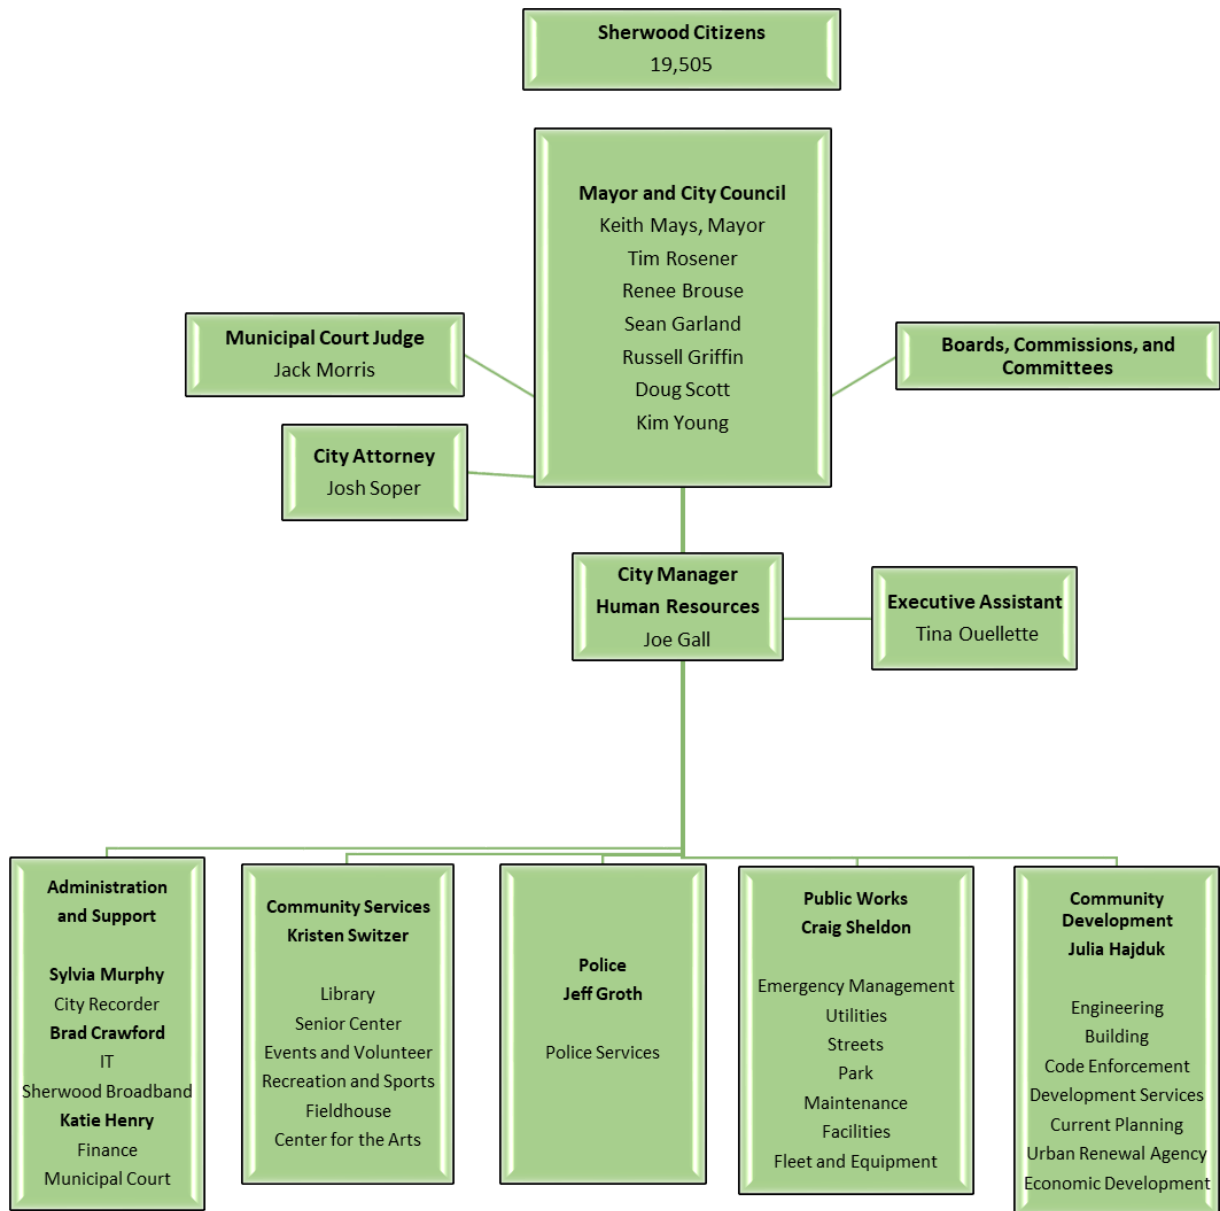 Sherwood Citizens
19,505
Mayor and City Council
Keith Mays, Mayor
Tim Rosener
Renee Brouse
Sean Garland
Russell Griffin
Doug Scott
Kim Young
Municipal Court Judge
Jack Morris
Boards, Commissions, and
Committees
City Attorney
Josh Soper
City Manager
Human Resources
Joe Gall
Executive Assistant
Tina Ouellette
Administration
and Support
Sylvia Murphy
City Recorder
Brad Crawford
IT
Sherwood Broadband
Katie Henry
Finance
Municipal Court
Community Services
Kristen Switzer
Library
Senior Center
Events and Volunteer
Recreation and Sports
Fieldhouse
Center for the Arts
Police
Jeff Groth
Police Services
Public Works
Craig Sheldon
Emergency Management
Utilities
Streets
Park
Maintenance
Facilities
Fleet and Equipment
Community
Development
Julia Hajduk
Engineering
Building
Code Enforcement
Development Services
Current Planning
Urban Renewal Agency
Economic Development